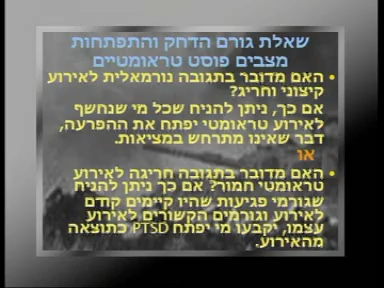 שאלת גורם הדחק והתפתחות
מצבים פוסט טראומטיים
• האם מדובר בתגובה נורמאלית לאירוע
קיצוני וחריג?
אם כך, ניתן להניח שכל מי שנחשף
לאירוע טראומטי יפתח את ההפרעה,
דבר שאינו מתרחש במציאות.
או
• האם מדובר בתגובה חריגה לאירוע
טראומטי חמור? אם כך ניתן להניח
שגורמי פגיעות שהיו קיימים קודם
לאירוע וגורמים הקשורים לאירוע
עצמו, יקבעו מי יפתח PTSD כתוצאה
מהאירוע.